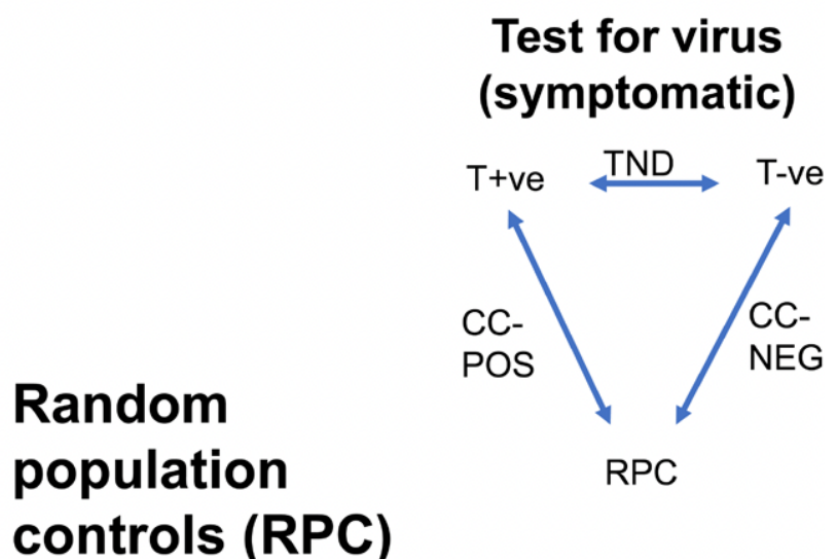 Test for virus
(symptomatic)
TND
T+ve
T-ve
CC-
POS
CC-
NEG
Random
population
controls (RPC)
RPC